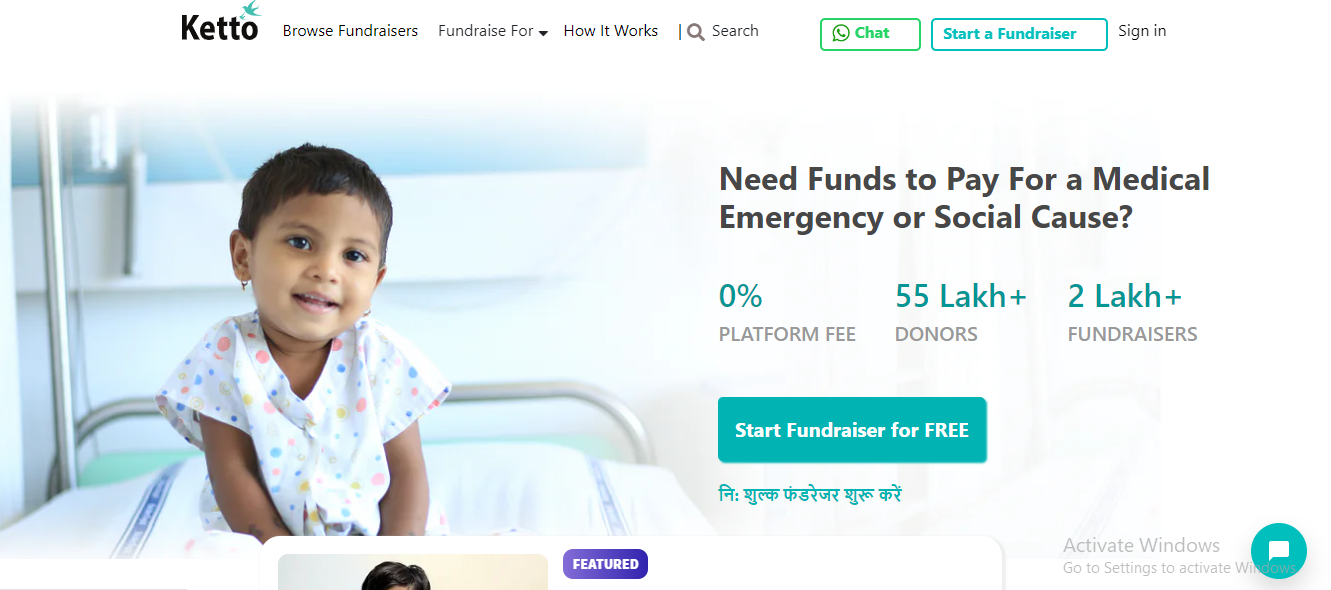 Ketto
Browse Fundraisers
Fundraise For
How It Works
Search
Chat
Start a Fundraiser
Sign in
Need Funds to Pay For a Medical
Emergency or Social Cause?
0%
55 Lakh+
2 Lakh+
PLATFORM FEE
DONORS
FUNDRAISERS
Start Fundraiser for FREE
नि: शुल्क फंडरेजर शुरू करें
Activate Windows
Go to Settings to activate Windows.
FEATURED